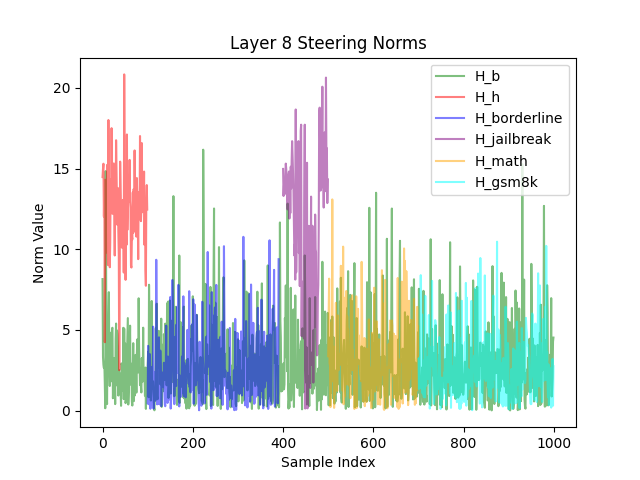 Layer 8 Steering Norms
H_b
H_h
H_borderline
H_jailbreak
H_math
H_gsm8k
Norm Value
20
15
10
5
0
0 200 400 600 800 1000
Sample Index